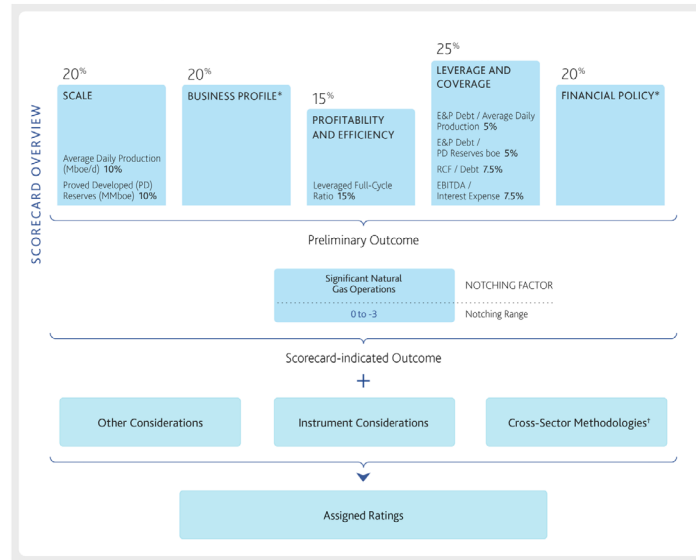 SCORECARD OVERVIEW
20%
SCALE
Average Daily Production
(Mboe/d) 10%
Proved Developed (PD)
Reserves (MMboe) 10%
20%
BUSINESS PROFILE*
15%
PROFITABILITY
AND EFFICIENCY
Leveraged Full-Cycle
Ratio 15%
25%
LEVERAGE AND
COVERAGE
E&P Debt / Average Daily
Production 5%
E&P Debt /
PD Reserves boe 5%
RCF / Debt 7.5%
EBITDA /
Interest Expense 7.5%
20%
FINANCIAL POLICY*
Preliminary Outcome
Significant Natural
Gas Operations
NOTCHING FACTOR
0 to -3
Notching Range
Scorecard-indicated Outcome
+
Other Considerations
Instrument Considerations
Cross-Sector Methodologies†
Assigned Ratings